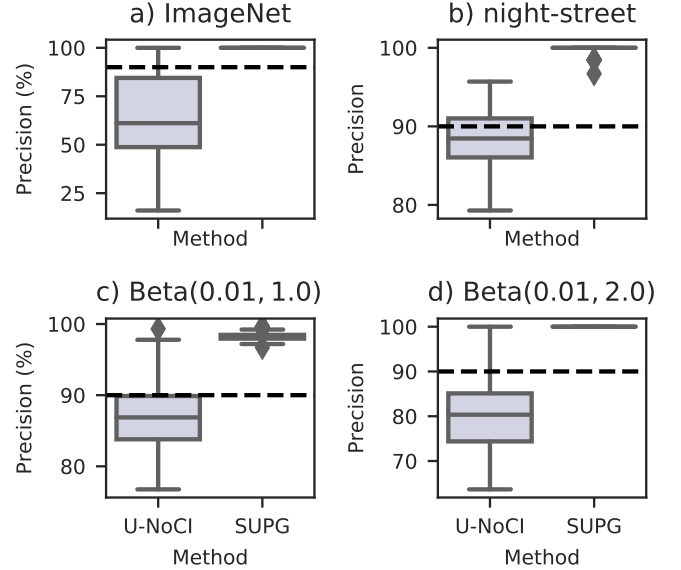 a) ImageNet
100
75
50
25
Precision (%)
Method
b) night-street
100
90
80
Precision
Method
c) Beta(0.01, 1.0)
100
90
80
Precision (%)
U-NoCI SUPG
Method
d) Beta(0.01, 2.0)
100
90
80
70
Precision
U-NoCI SUPG
Method